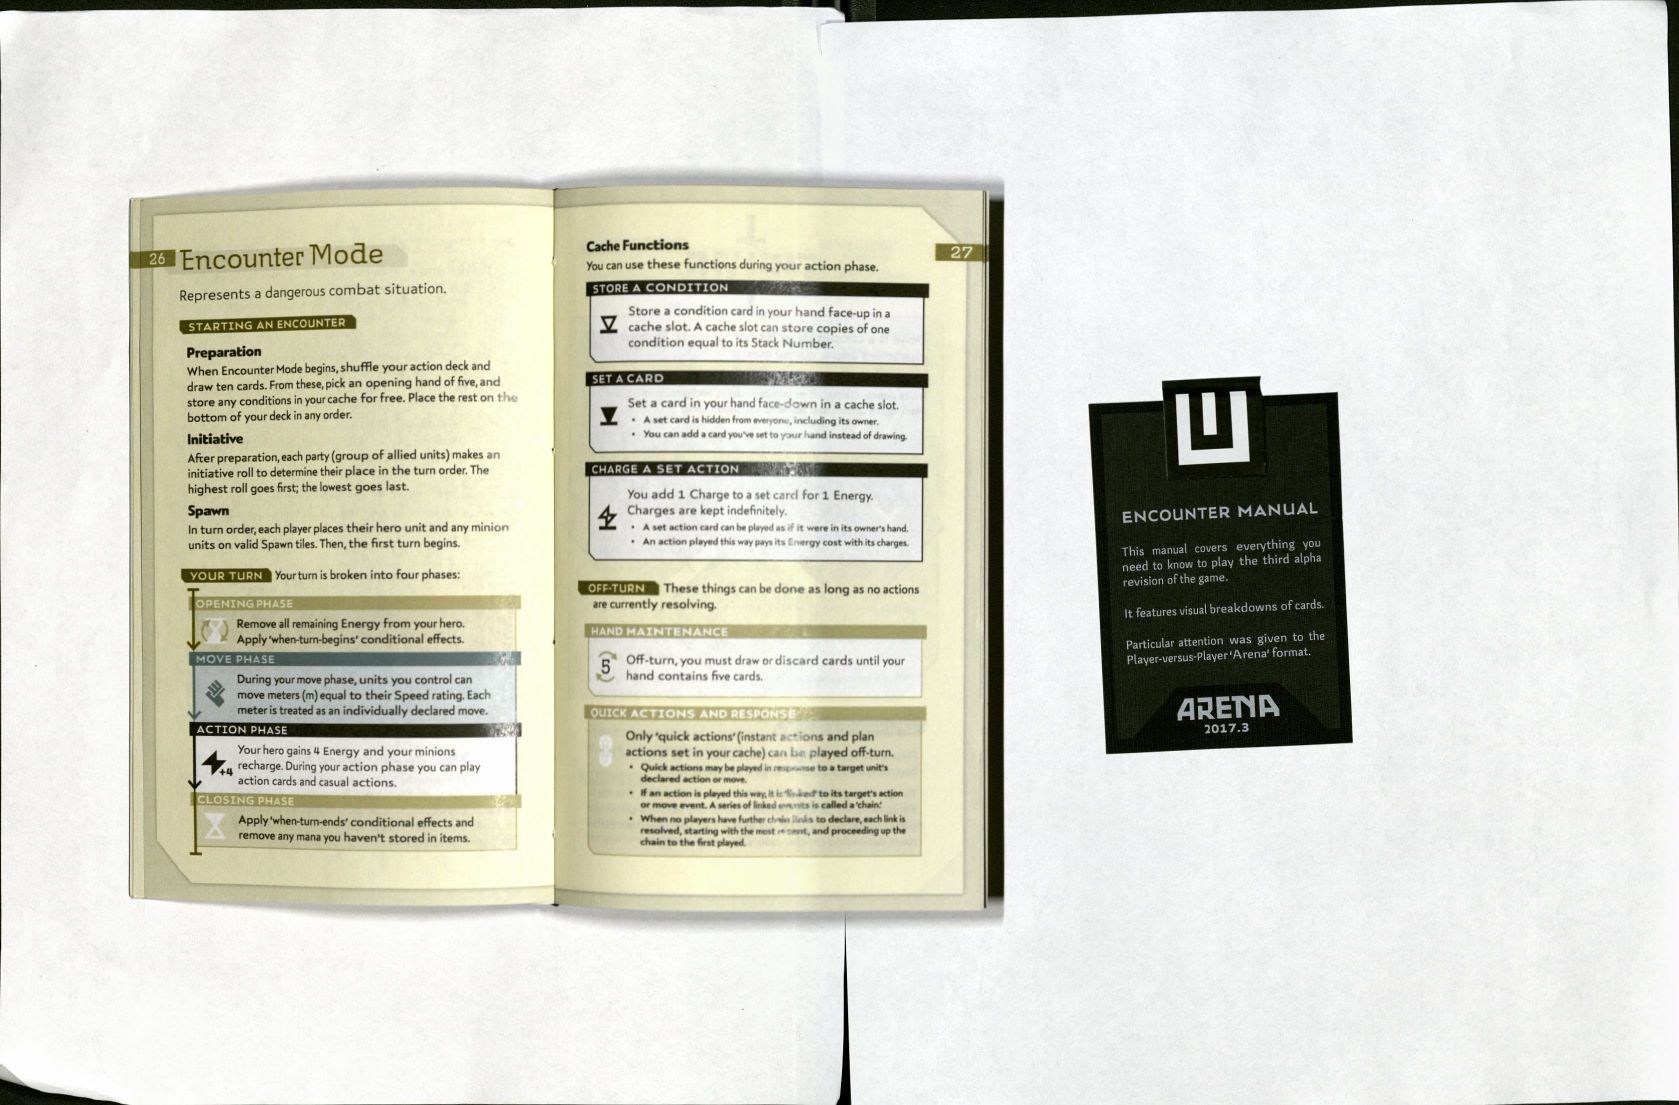 26 Encounter Mode
Represents a dangerous combat situation.
STARTING AN ENCOUNTER
Preparation
When Encounter Mode begins, shuffle your action deck and
draw ten cards. From these, pick an opening hand of five, and
store any conditions in your cache for free. Place the rest on the
bottom of your deck in any order.
Initiative
After preparation, each party (group of allied units) makes an
initiative roll to determine their place in the turn order. The
highest roll goes first; the lowest goes last.
Spawn
In turn order, each player places their hero unit and any minion
units on valid Spawn tiles. Then, the first turn begins.
YOUR TURN Your turn is broken into four phases:
OPENING PHASE
Remove all remaining Energy from your hero.
Apply 'when-turn-begins' conditional effects.
MOVE PHASE
During your move phase, units you control can
move meters (m) equal to their Speed rating. Each
meter is treated as an individually declared move.
ACTION PHASE
+4
Your hero gains 4 Energy and your minions
recharge. During your action phase you can play
action cards and casual actions.
CLOSING PHASE
Apply 'when-turn-ends' conditional effects and
remove any mana you haven't stored in items.
27
Cache Functions
You can use these functions during your action phase.
STORE A CONDITION
Store a condition card in your hand face-up in a
cache slot. A cache slot can store copies of one
condition equal to its Stack Number.
SET A CARD
Set a card in your hand face-down in a cache slot.
• A set card is hidden from everyone, including its owner.
• You can add a card you've set to your hand instead of drawing.
CHARGE A SET ACTION
You add 1 Charge to a set card for 1 Energy.
Charges are kept indefinitely.
• A set action card can be played as if it were in its owner's hand.
• An action played this way pays its Energy cost with its charges.
OFF-TURN These things can be done as long as no actions
are currently resolving.
HAND MAINTENANCE
5
Off-turn, you must draw or discard cards until your
hand contains five cards.
QUICK ACTIONS AND RESPONSE
Only 'quick actions' (instant actions and plan
actions set in your cache) can be played off-turn.
• Quick actions may be played in response to a target unit's
declared action or move.
• If an action is played this way, it is 'linked' to its target's action
or move event. A series of linked events is called a 'chain.'
• When no players have further chain links to declare, each link is
resolved, starting with the most recent, and proceeding up the
chain to the first played.
ENCOUNTER MANUAL
This manual covers everything you
need to know to play the third alpha
revision of the game.
It features visual breakdowns of cards.
Particular attention was given to the
Player-versus-Player 'Arena' format.
ARENA
2017.3